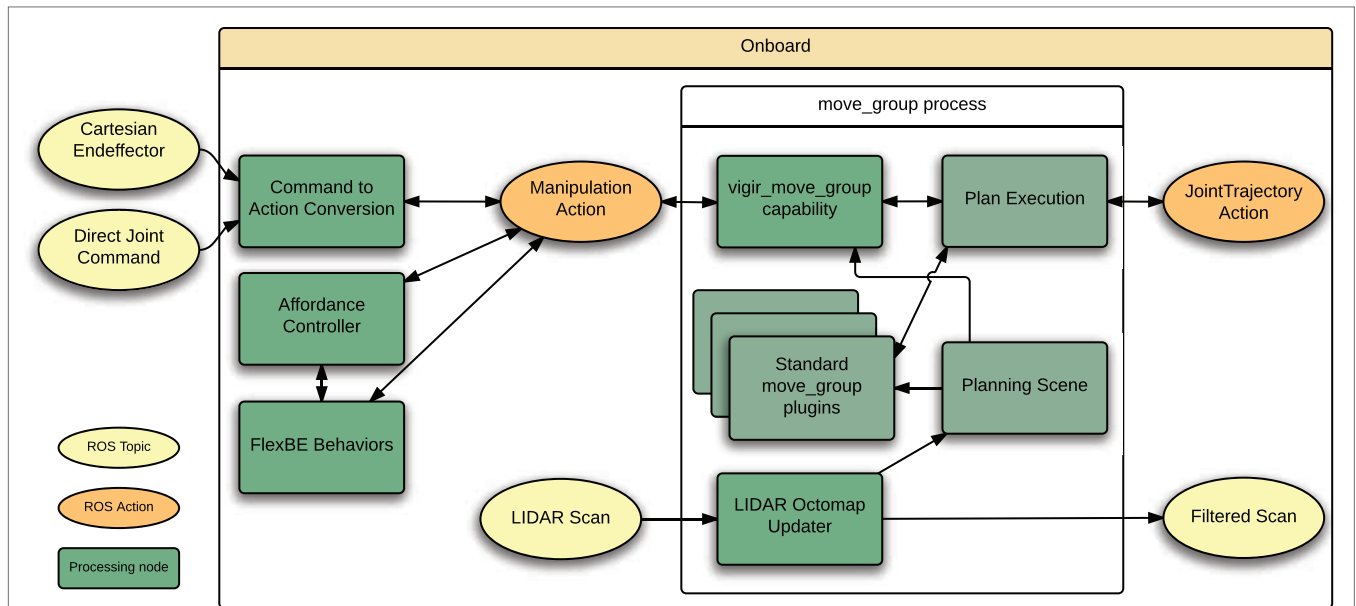 Onboard
move_group process
Cartesian
Endeffector
Direct Joint
Command
Command to
Action Conversion
Manipulation
Action
vigir_move_group
capability
Plan Execution
JointTrajectory
Action
Affordance
Controller
Standard
move_group
plugins
Planning Scene
FlexBE Behaviors
LIDAR Scan
LIDAR Octomap
Updater
Filtered Scan
ROS Topic
ROS Action
Processing node